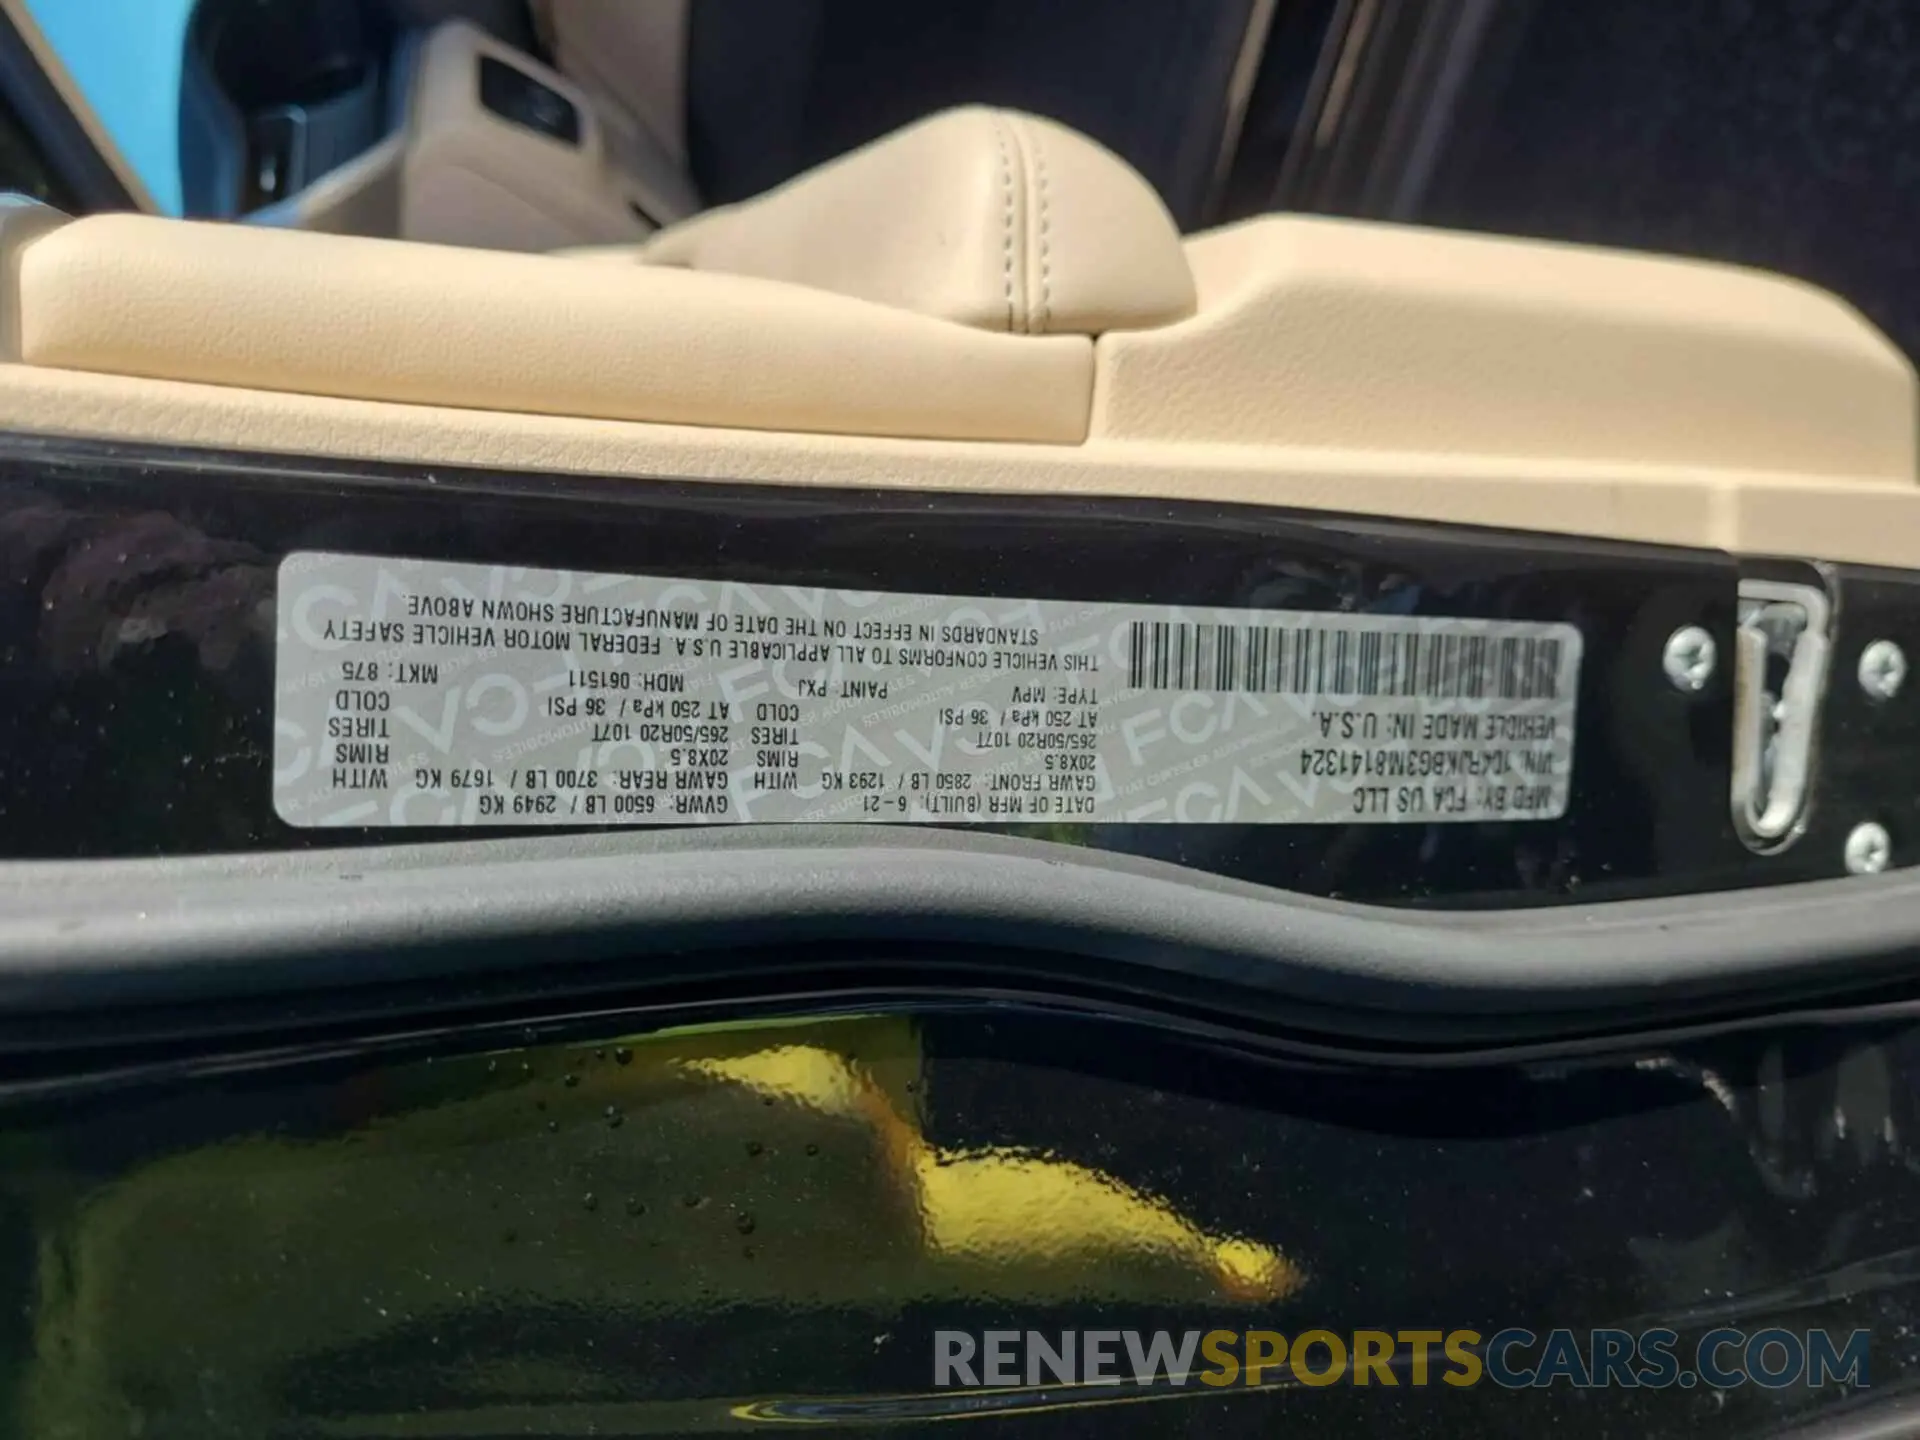 MFD BY: FCA US LLC
DATE OF MFR (BUILT): 6-21
GVWR: 6500 LB / 2949 KG
GAWR FRONT: 2850 LB / 1293 KG WITH
GAWR REAR: 3700 LB / 1679 KG WITH
VIN: 1C4RJKBG3M8141324
20X8.5 RIMS
20X8.5 RIMS
265/50R20 107T TIRES
265/50R20 107T TIRES
VEHICLE MADE IN: U.S.A.
AT 250 kPa / 36 PSI COLD
AT 250 kPa / 36 PSI COLD
TYPE: MPV PAINT: PXJ MDH: 061511 MKT: 875
THIS VEHICLE CONFORMS TO ALL APPLICABLE U.S.A. FEDERAL MOTOR VEHICLE SAFETY
STANDARDS IN EFFECT ON THE DATE OF MANUFACTURE SHOWN ABOVE.
RENEWSPORTSCARS.COM